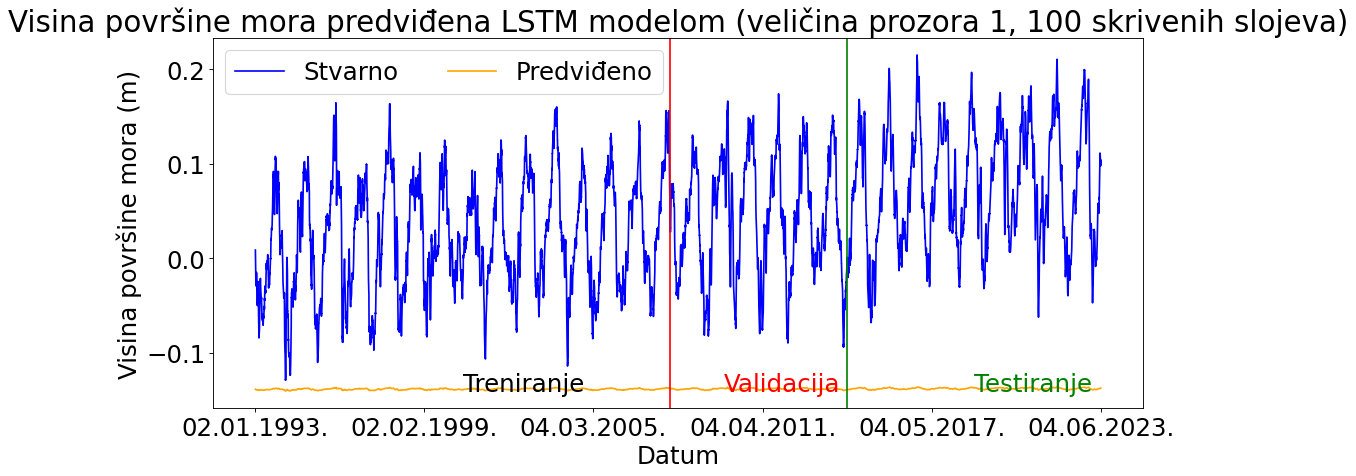 Visina površine mora predviđena LSTM modelom (veličina prozora 1, 100 skrivenih slojeva)
Stvarno Predviđeno
Visina površine mora (m)
0.2
0.1
0.0
−0.1
Treniranje Validacija Testiranje
02.01.1993. 02.02.1999. 04.03.2005. 04.04.2011. 04.05.2017. 04.06.2023.
Datum